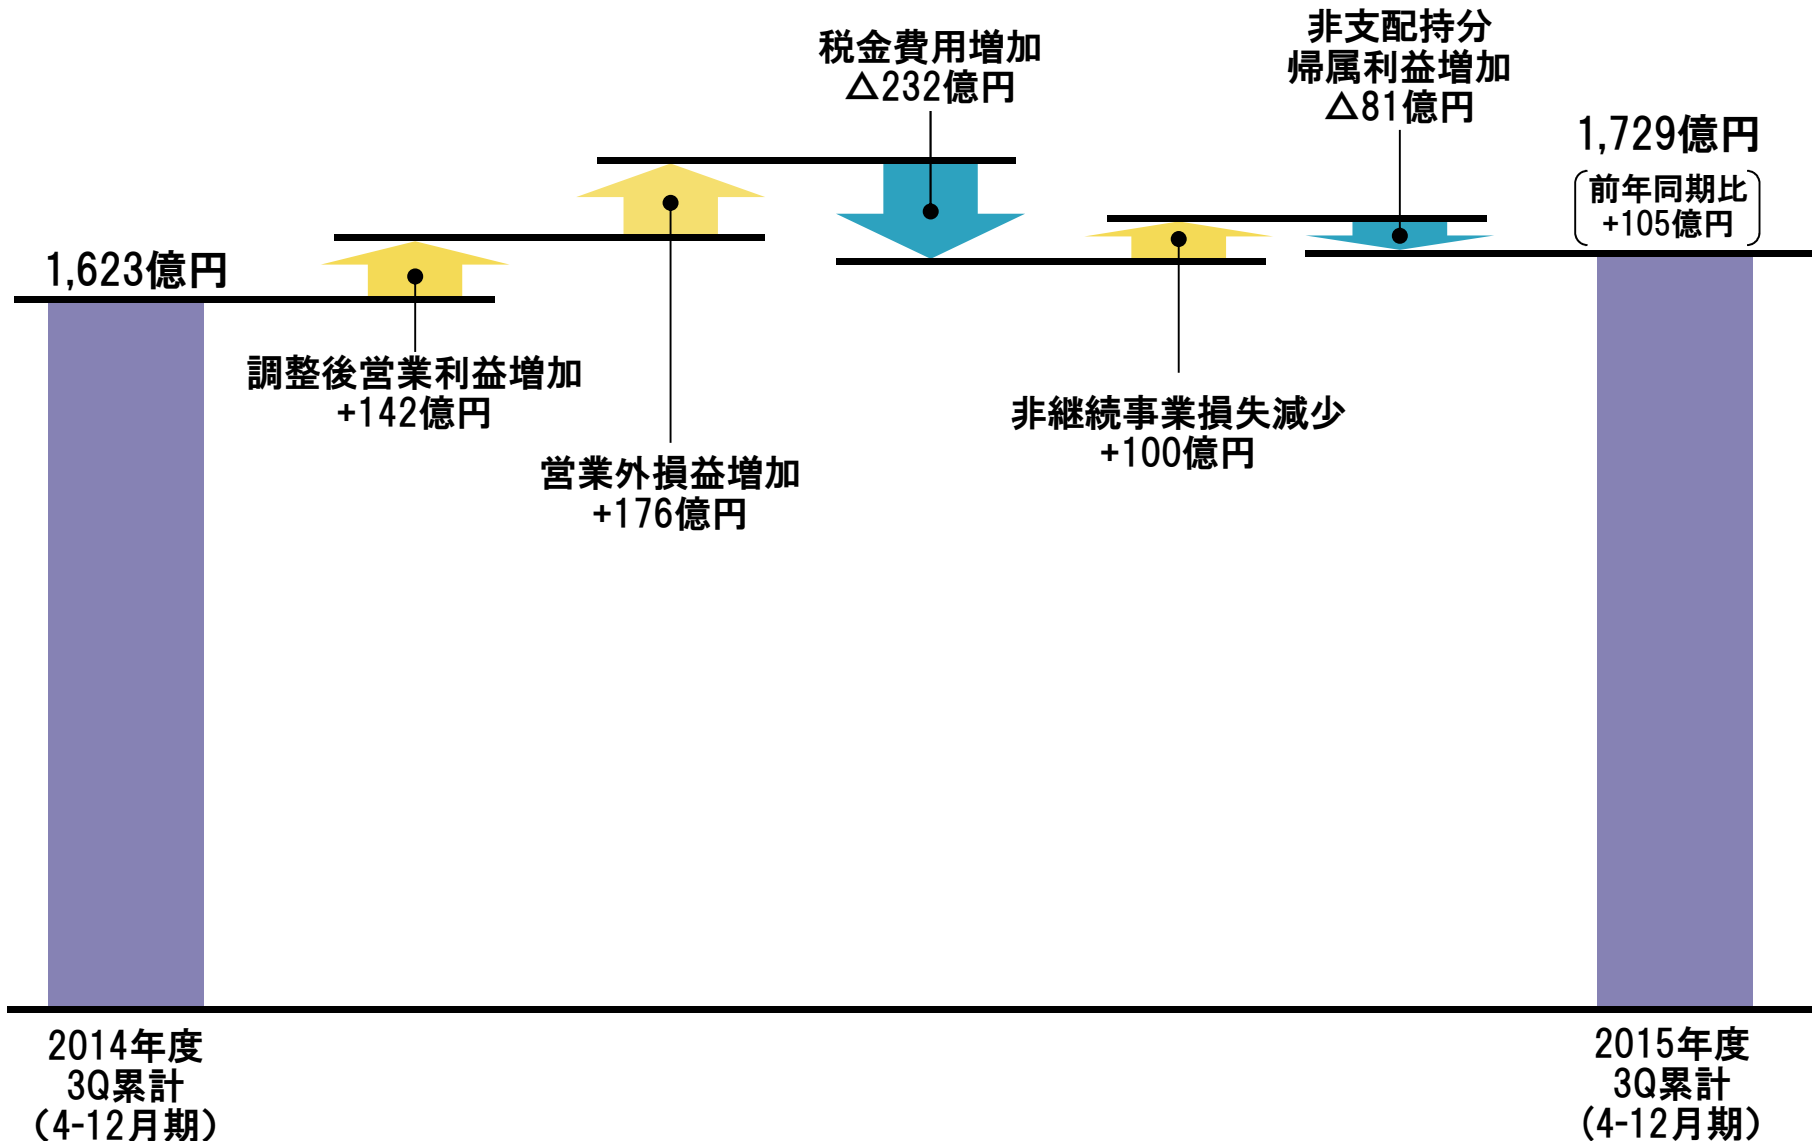 1,623億円
調整後営業利益増加
+142億円
営業外損益増加
+176億円
税金費用増加
△232億円
非継続事業損失減少
+100億円
非支配持分
帰属利益増加
△81億円
1,729億円
前年同期比
+105億円
2014年度
3Q累計
(4-12月期)
2015年度
3Q累計
(4-12月期)